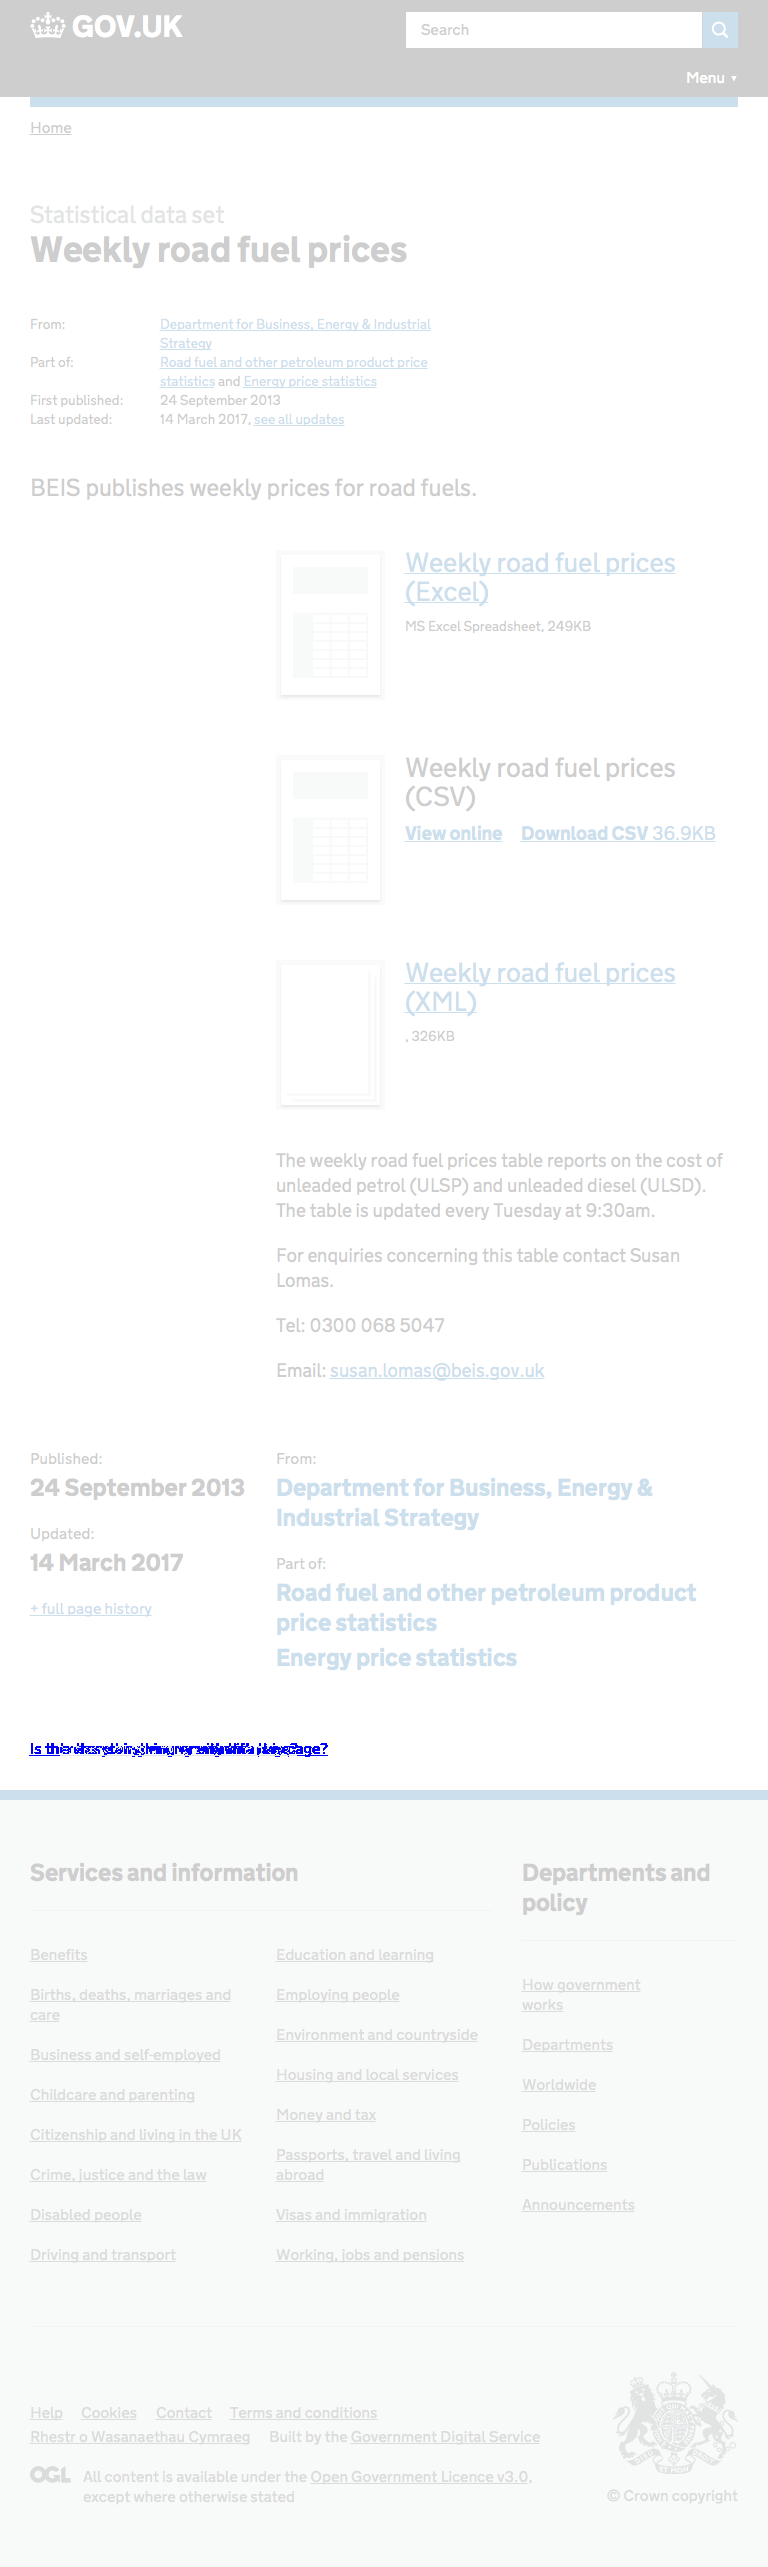 GOV.UK
Search
Menu ▼
Home
Statistical data set
Weekly road fuel prices
From: Department for Business, Energy & Industrial
Strategy
Part of: Road fuel and other petroleum product price
statistics and Energy price statistics
First published: 24 September 2013
Last updated: 14 March 2017, see all updates
BEIS publishes weekly prices for road fuels.
Weekly road fuel prices
(Excel)
MS Excel Spreadsheet, 249KB
Weekly road fuel prices
(CSV)
View online Download CSV 36.9KB
Weekly road fuel prices
(XML)
, 326KB
The weekly road fuel prices table reports on the cost of
unleaded petrol (ULSP) and unleaded diesel (ULSD).
The table is updated every Tuesday at 9:30am.
For enquiries concerning this table contact Susan
Lomas.
Tel: 0300 068 5047
Email: susan.lomas@beis.gov.uk
Published:
24 September 2013
Updated:
14 March 2017
+ full page history
From:
Department for Business, Energy &
Industrial Strategy
Part of:
Road fuel and other petroleum product
price statistics
Energy price statistics
Is page?
Services and information
Benefits
Births, deaths, marriages and
care
Business and self-employed
Childcare and parenting
Citizenship and living in the UK
Crime, justice and the law
Disabled people
Driving and transport
Education and learning
Employing people
Environment and countryside
Housing and local services
Money and tax
Passports, travel and living
abroad
Visas and immigration
Working, jobs and pensions
Departments and
policy
How government
works
Departments
Worldwide
Policies
Publications
Announcements
Help Cookies Contact Terms and conditions
Rhestr o Wasanaethau Cymraeg Built by the Government Digital Service
OGL All content is available under the Open Government Licence v3.0,
except where otherwise stated
© Crown copyright